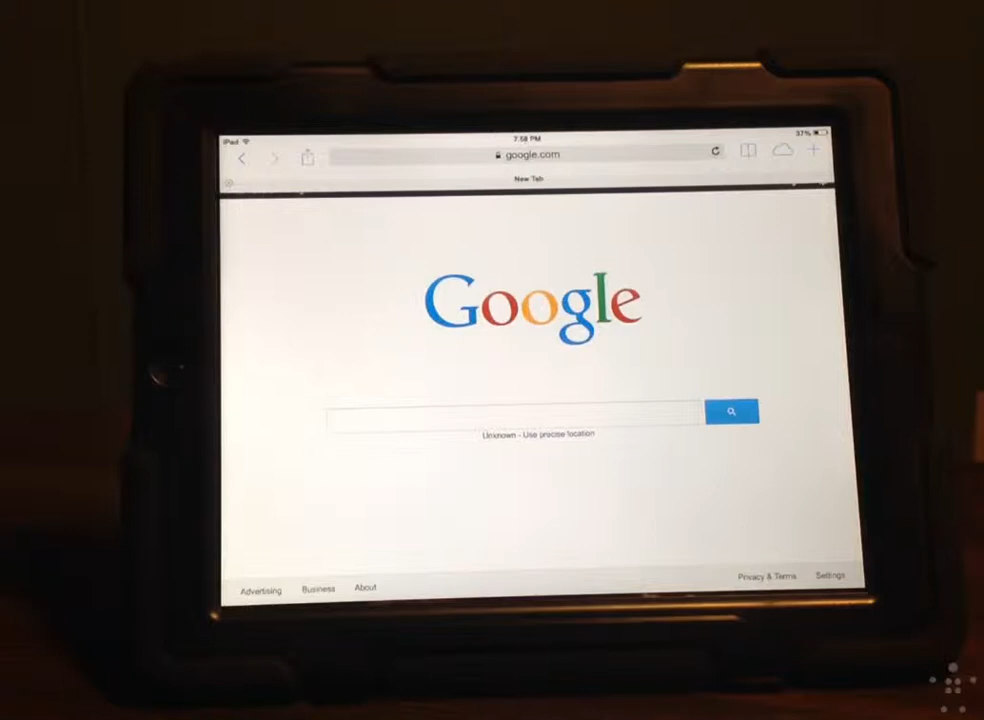 iPad
7:58 PM
37%
google.com
New Tab
Google
Unknown - Use precise location
Advertising Business About
Privacy & Terms Settings